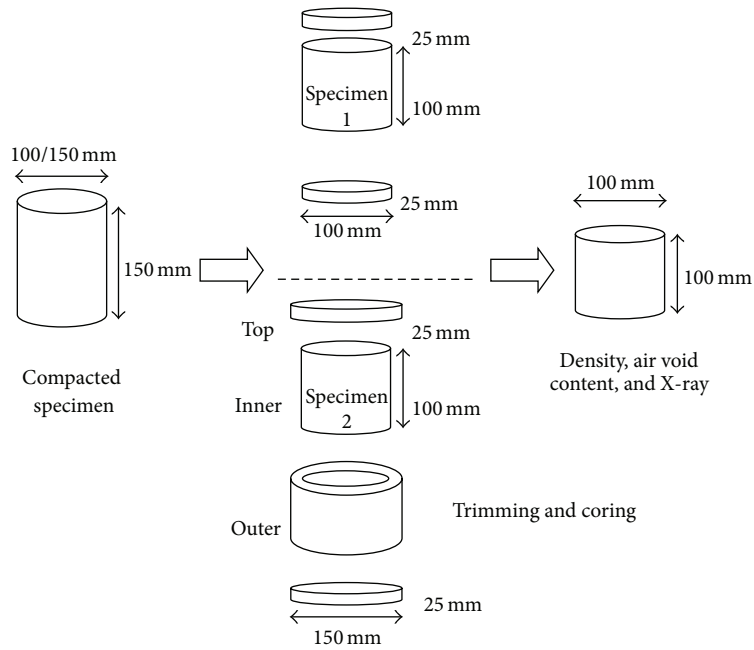 25 mm
Specimen
1
100 mm
100/150 mm
150 mm
Compacted
specimen
25 mm
100 mm
Top
25 mm
Inner
Specimen
2
100 mm
Outer
Trimming and coring
25 mm
150 mm
100 mm
100 mm
Density, air void
content, and X-ray